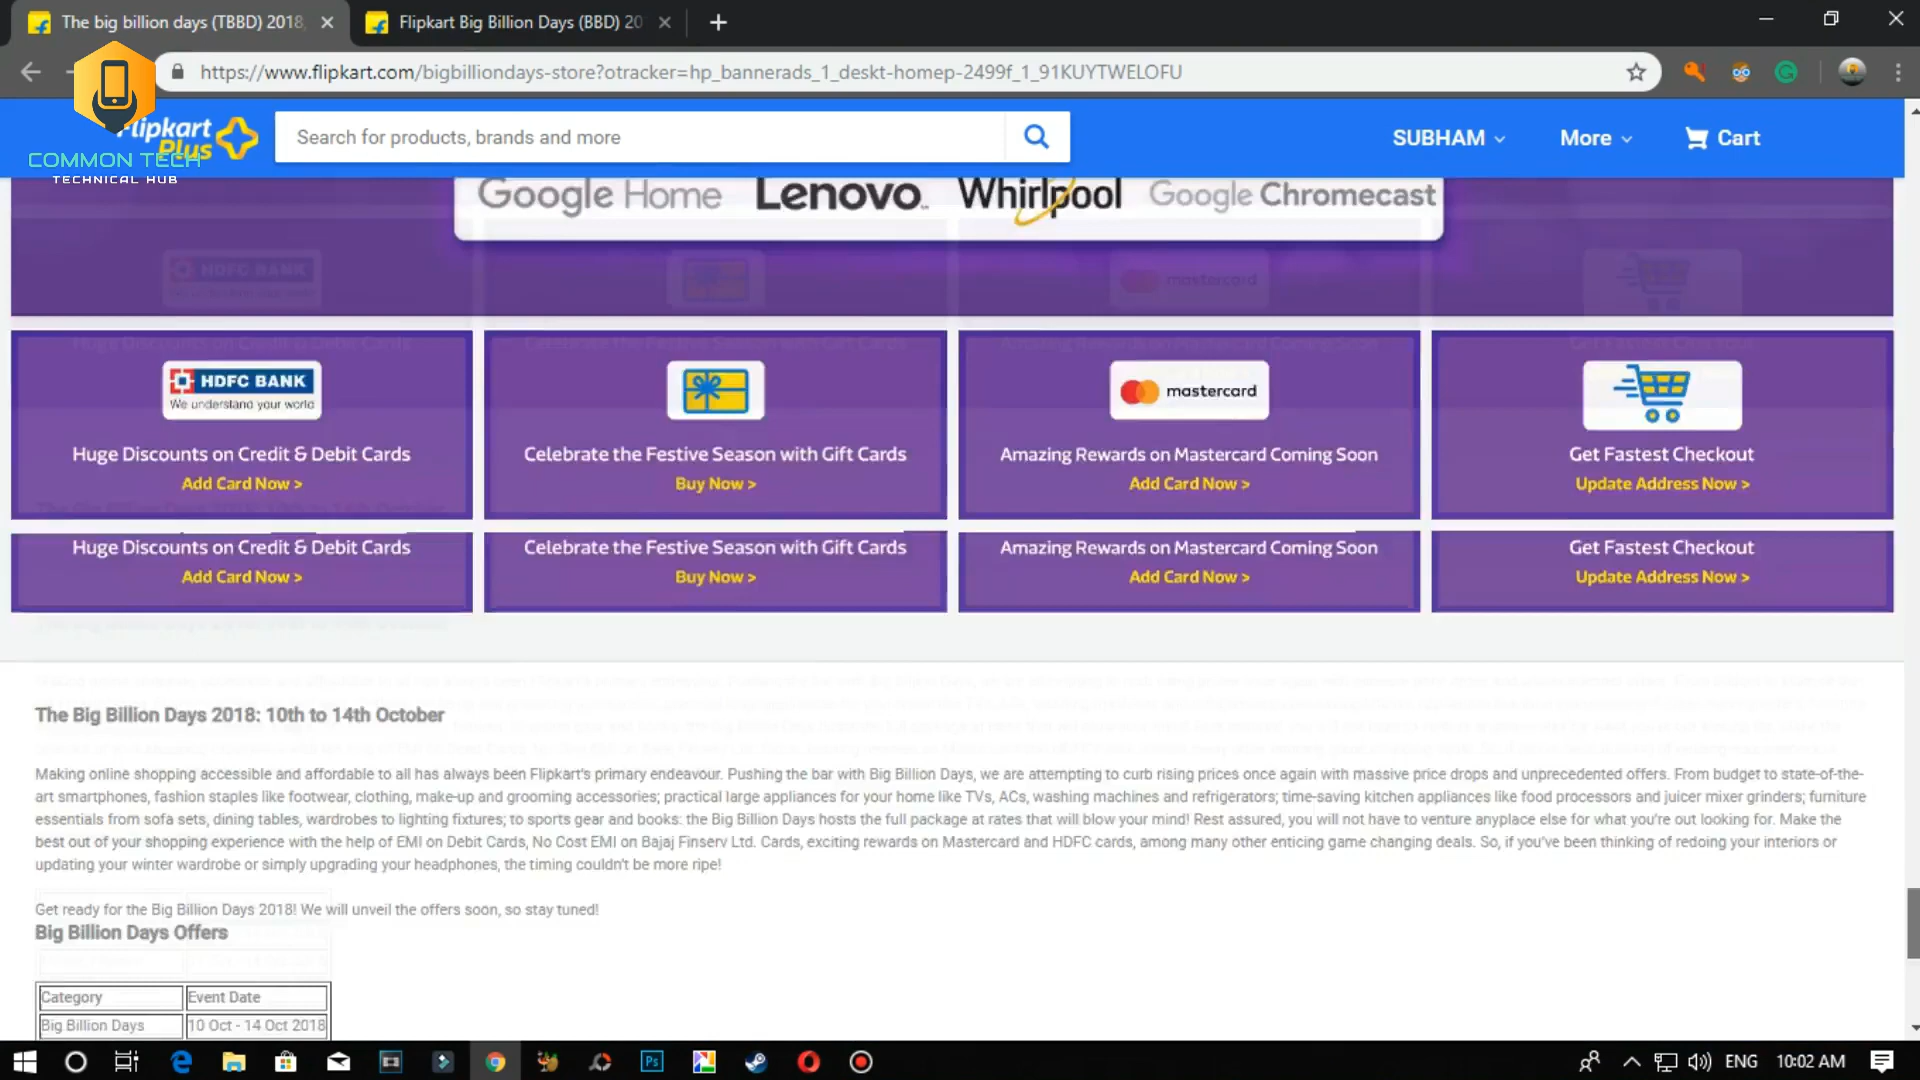 The big billion days (TBBD) 2018,
Flipkart Big Billion Days (BBD) 20
https://www.flipkart.com/bigbilliondays-store?otracker=hp_bannerads_1_deskt-homep-2499f_1_91KUYTWELOFU
Flipkart
Plus
COMMON TECH
TECHNICAL HUB
Search for products, brands and more
SUBHAM
More
Cart
Google Home
Lenovo
Whirlpool
Google Chromecast
HDFC BANK
mastercard
HDFC BANK
We understand your world
mastercard
Huge Discounts on Credit & Debit Cards
Celebrate the Festive Season with Gift Cards
Amazing Rewards on Mastercard Coming Soon
Get Fastest Checkout
Add Card Now >
Buy Now >
Add Card Now >
Update Address Now >
Huge Discounts on Credit & Debit Cards
Celebrate the Festive Season with Gift Cards
Amazing Rewards on Mastercard Coming Soon
Get Fastest Checkout
Add Card Now >
Buy Now >
Add Card Now >
Update Address Now >
The Big Billion Days 2018: 10th to 14th October
Making online shopping accessible and affordable to all has always been Flipkart's primary endeavour. Pushing the bar with Big Billion Days, we are attempting to curb rising prices once again with massive price drops and unprecedented offers. From budget to state-of-the-
art smartphones, fashion staples like footwear, clothing, make-up and grooming accessories; practical large appliances for your home like TVs, ACs, washing machines and refrigerators; time-saving kitchen appliances like food processors and juicer mixer grinders; furniture
essentials from sofa sets, dining tables, wardrobes to lighting fixtures; to sports gear and books: the Big Billion Days hosts the full package at rates that will blow your mind! Rest assured, you will not have to venture anyplace else for what you're out looking for. Make the
best out of your shopping experience with the help of EMI on Debit Cards, No Cost EMI on Bajaj Finserv Ltd. Cards, exciting rewards on Mastercard and HDFC cards, among many other enticing game changing deals. So, if you've been thinking of redoing your interiors or
updating your winter wardrobe or simply upgrading your headphones, the timing couldn't be more ripe!
Get ready for the Big Billion Days 2018! We will unveil the offers soon, so stay tuned!
Big Billion Days Offers
Category
Event Date
Big Billion Days
10 Oct - 14 Oct 2018
Ps
ENG
10:02 AM